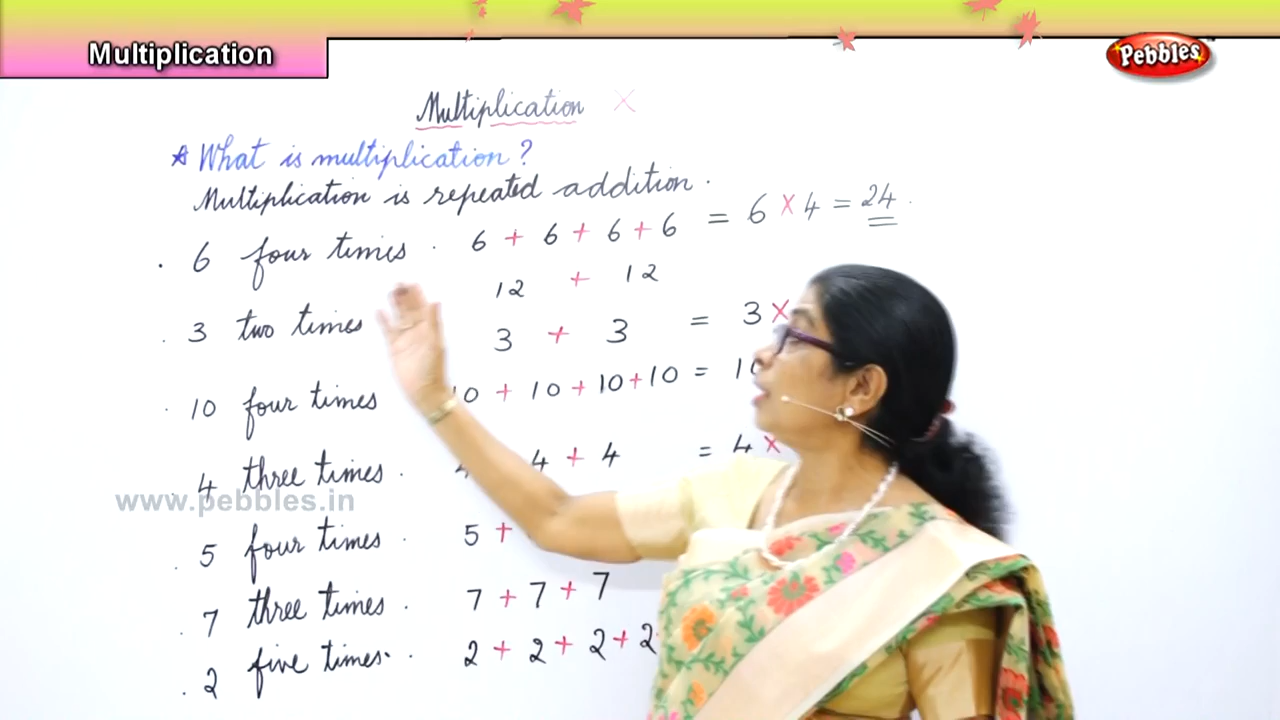 Multiplication
Pebbles
Multiplication X
☆ What is multiplication?
Multiplication is repeated addition.
. 6 four times . 6 + 6 + 6 + 6 = 6 X 4 = 24 .
12 + 12
. 3 two times 3 + 3 = 3 X
. 10 four times 10 + 10 + 10 + 10 = 10
. 4 three times . 4 4 + 4 = 4 X
www.pebbles.in
. 5 four times . 5 +
. 7 three times . 7 + 7 + 7
. 2 five times. . 2 + 2 + 2 + 2